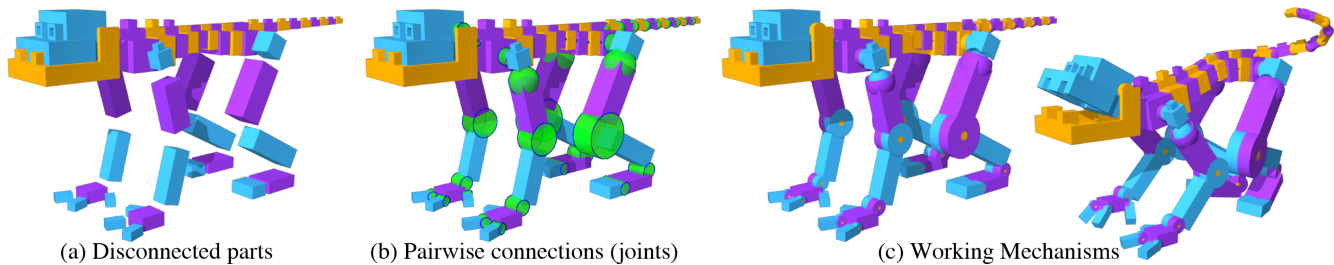 (a) Disconnected parts
(b) Pairwise connections (joints)
(c) Working Mechanisms